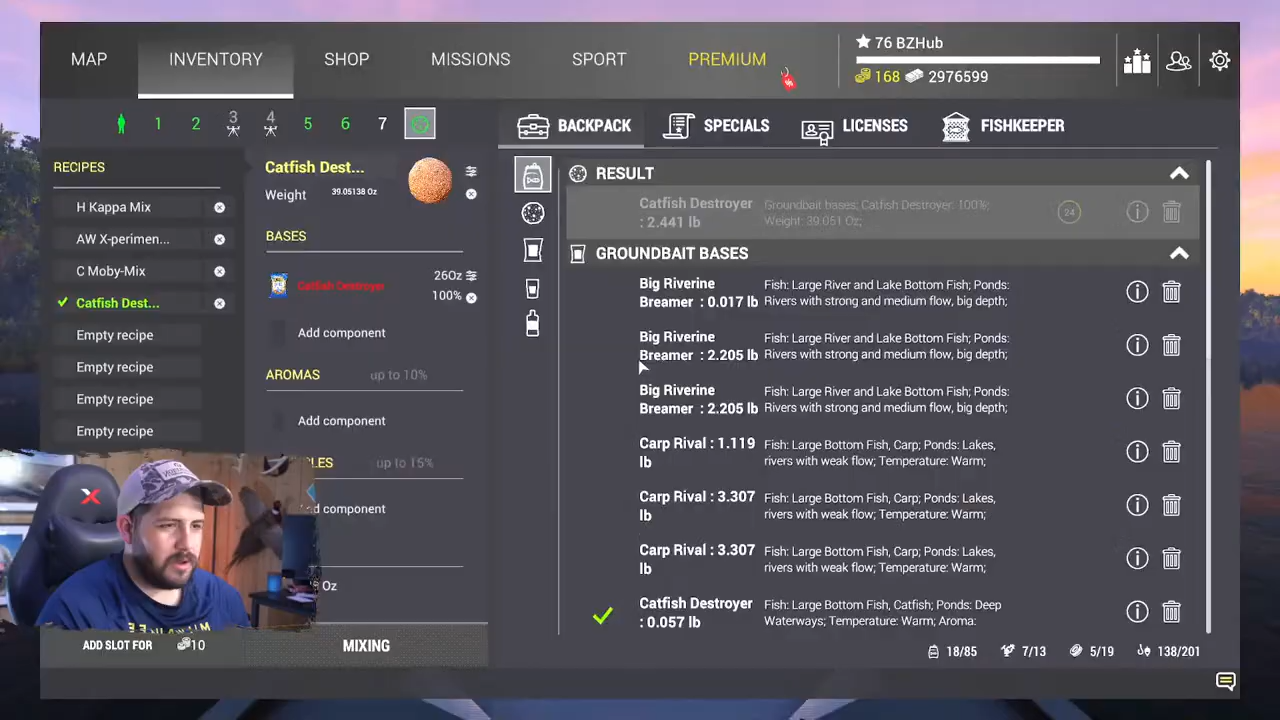 MAP
INVENTORY
SHOP
MISSIONS
SPORT
PREMIUM
76 BZHub
168 2976599
1 2 3 4 5 6 7
BACKPACK
SPECIALS
LICENSES
FISHKEEPER
RECIPES
H Kappa Mix
AW X-perimen...
C Moby-Mix
Catfish Dest...
Empty recipe
Empty recipe
Empty recipe
Empty recipe
ADD SLOT FOR 10
Catfish Dest...
Weight 39.05138 Oz
BASES
Catfish Destroyer
26Oz
100%
Add component
AROMAS up to 10%
Add component
LES up to 15%
dd component
Oz
MIXING
RESULT
Catfish Destroyer
: 2.441 lb
Groundbait bases: Catfish Destroyer: 100%;
Weight: 39.051 Oz;
24
GROUNDBAIT BASES
Big Riverine
Breamer : 0.017 lb
Fish: Large River and Lake Bottom Fish; Ponds:
Rivers with strong and medium flow, big depth;
Big Riverine
Breamer : 2.205 lb
Fish: Large River and Lake Bottom Fish; Ponds:
Rivers with strong and medium flow, big depth;
Big Riverine
Breamer : 2.205 lb
Fish: Large River and Lake Bottom Fish; Ponds:
Rivers with strong and medium flow, big depth;
Carp Rival : 1.119
lb
Fish: Large Bottom Fish, Carp; Ponds: Lakes,
rivers with weak flow; Temperature: Warm;
Carp Rival : 3.307
lb
Fish: Large Bottom Fish, Carp; Ponds: Lakes,
rivers with weak flow; Temperature: Warm;
Carp Rival : 3.307
lb
Fish: Large Bottom Fish, Carp; Ponds: Lakes,
rivers with weak flow; Temperature: Warm;
Catfish Destroyer
: 0.057 lb
Fish: Large Bottom Fish, Catfish; Ponds: Deep
Waterways; Temperature: Warm; Aroma:
18/85 7/13 5/19 138/201